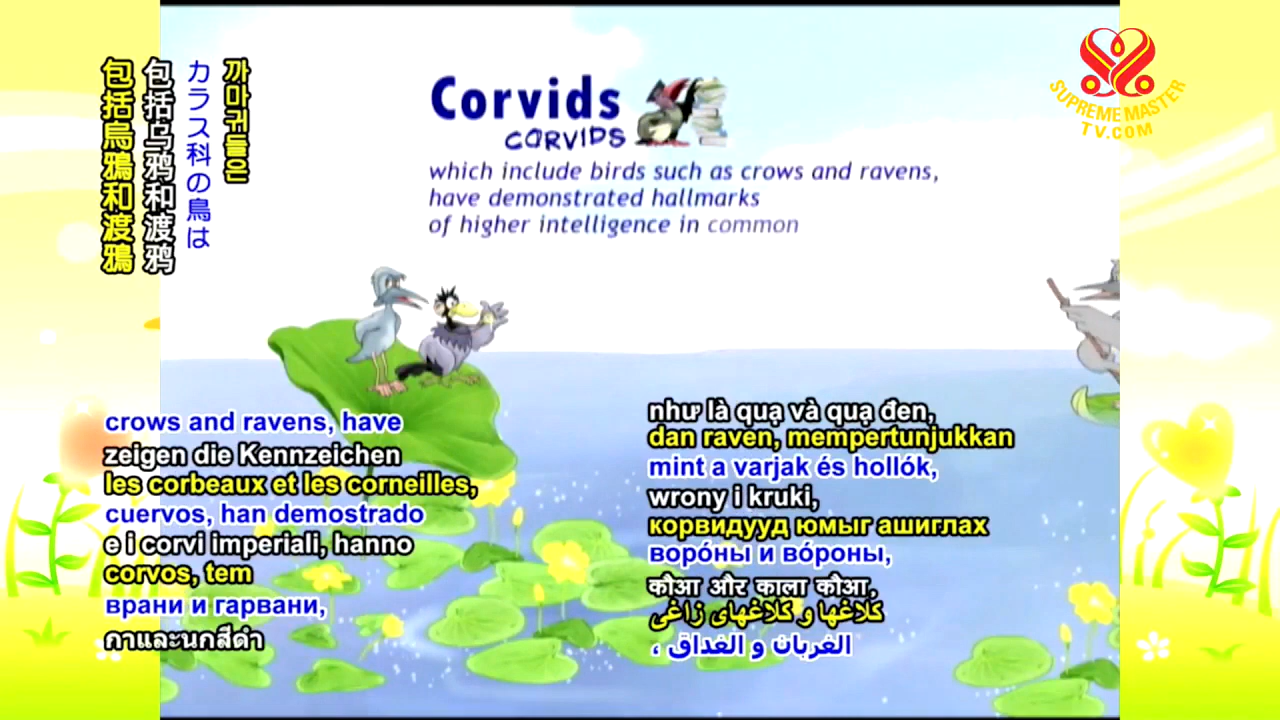 Corvids
CORVIDS
which include birds such as crows and ravens,
have demonstrated hallmarks
of higher intelligence in common
SUPREME MASTER
TV.COM
까마귀들은
カラス科の鳥は
包括乌鸦和渡鸦
包括烏鴉和渡鴉
crows and ravens, have
zeigen die Kennzeichen
les corbeaux et les corneilles,
cuervos, han demostrado
e i corvi imperiali, hanno
corvos, tem
врани и гарвани,
กาและนกสีดำ
như là quạ và quạ đen,
dan raven, mempertunjukkan
mint a varjak és hollók,
wrony i kruki,
корвидууд юмыг ашиглах
воро́ны и во́роны,
कौआ और काला कौआ,
کلاغها و کلاغهای زاغی
الغربان و الغداق ،